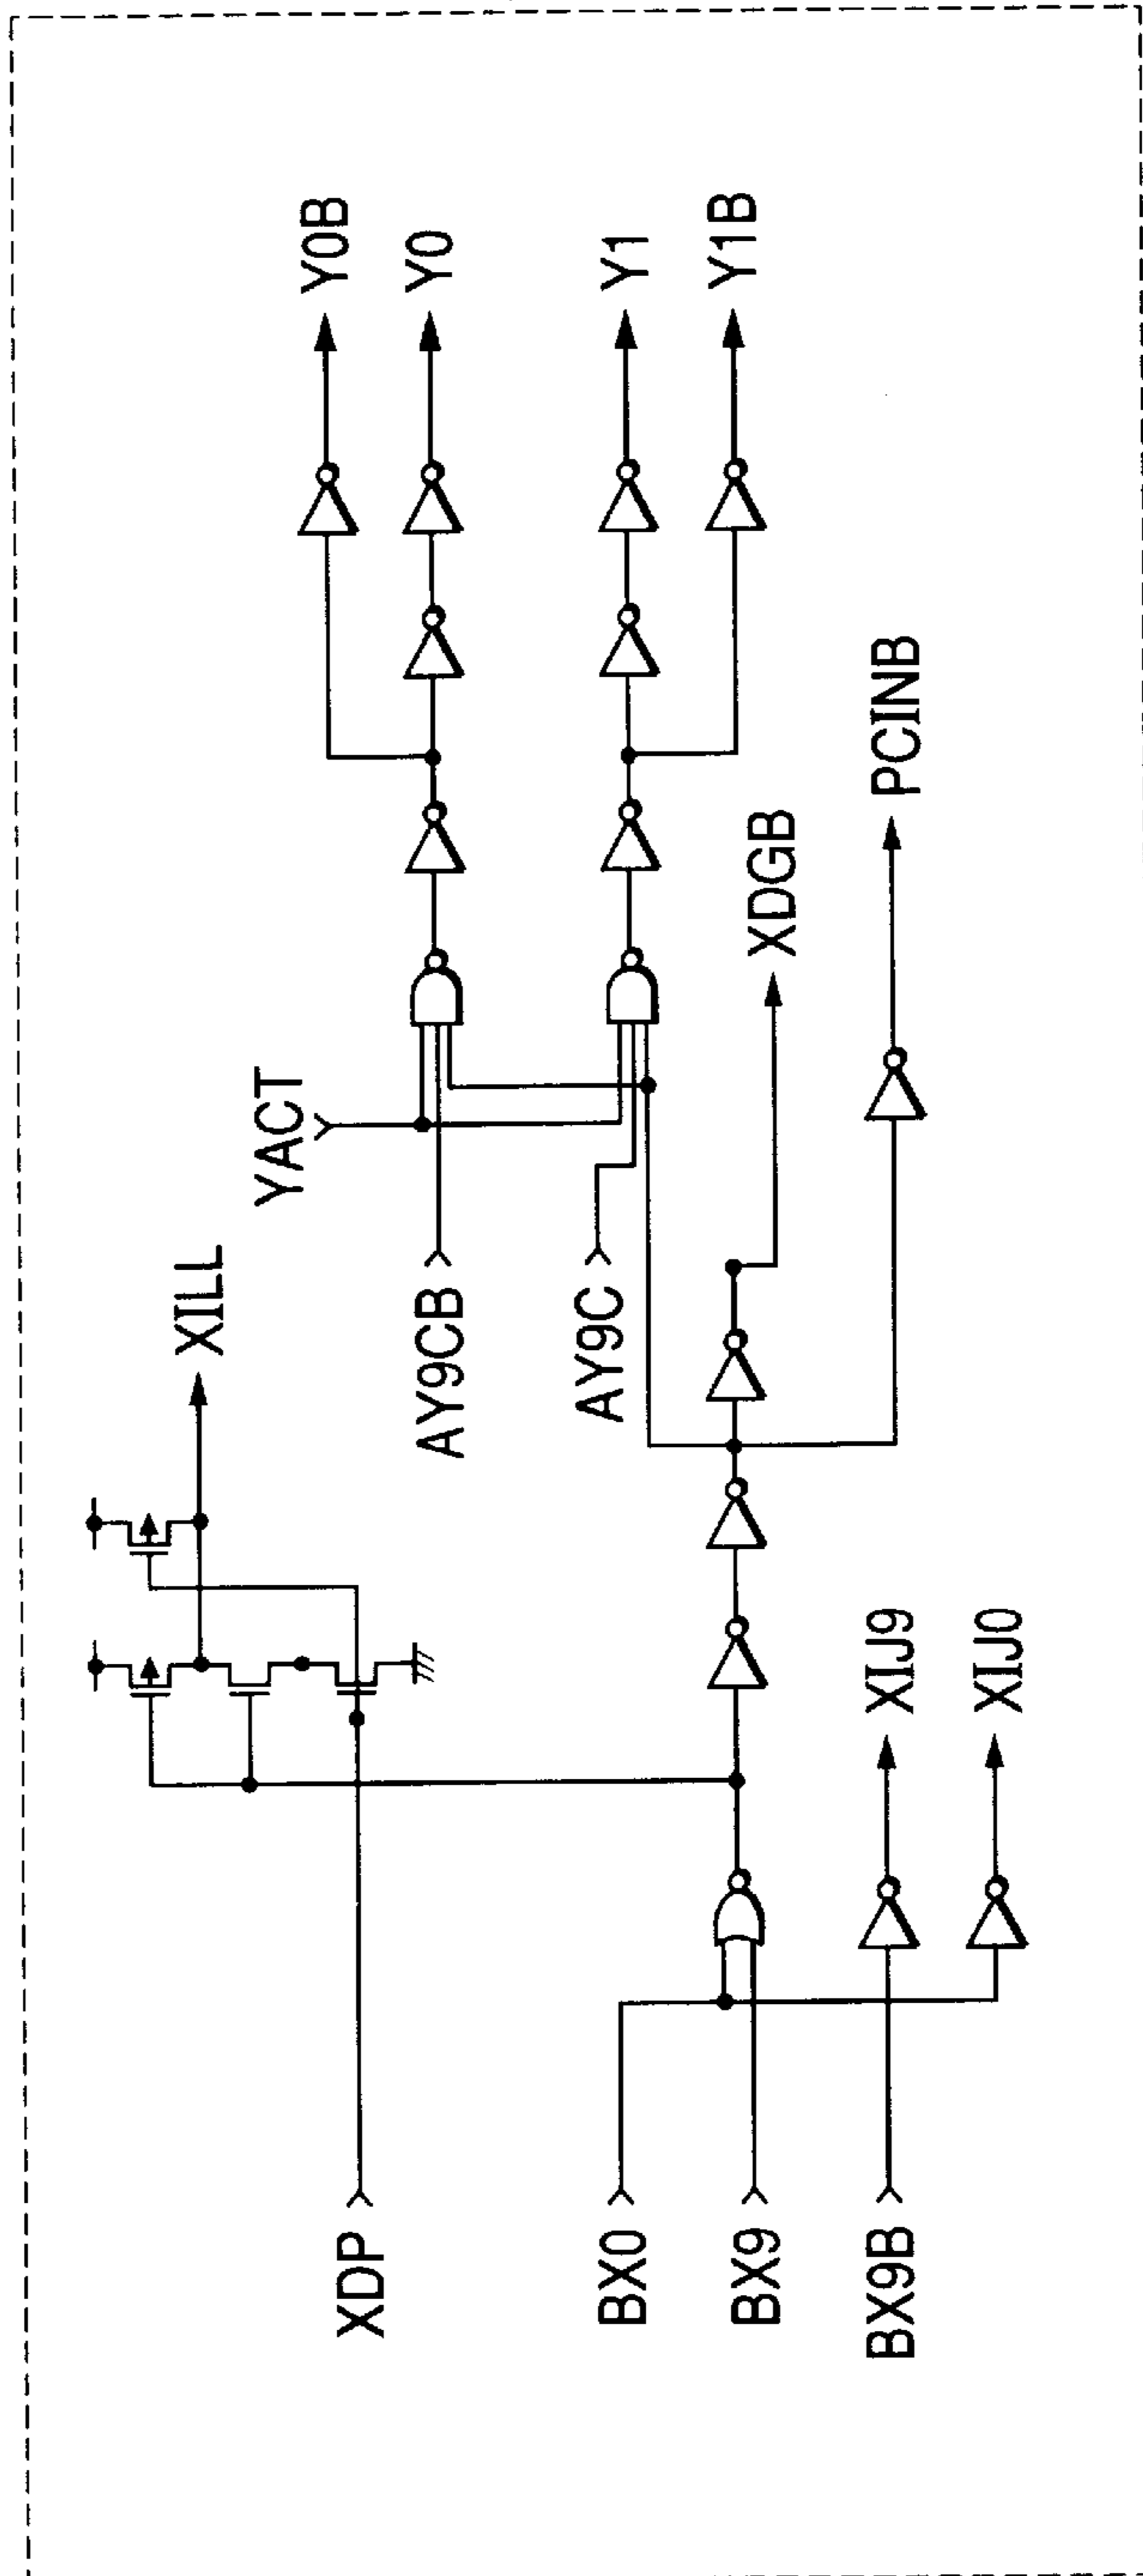 XDP
BX0
BX9
BX9B
XILL
XIJ9
XIJ0
YACT
AY9CB
AY9C
Y0B
Y0
Y1
Y1B
XDGB
PCINB